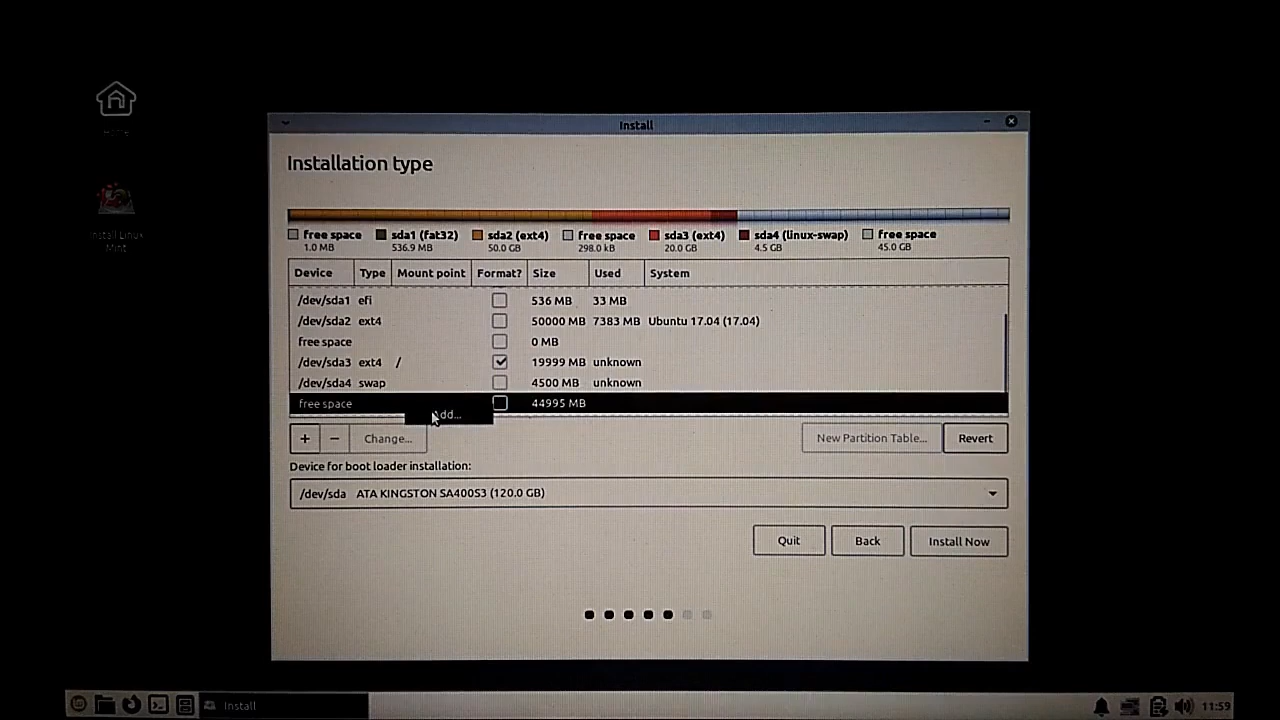 Home
Install Linux
Mint
Install
Installation type
free space sda1 (fat32) sda2 (ext4) free space sda3 (ext4) sda4 (linux-swap) free space
1.0 MB 536.9 MB 50.0 GB 298.0 kB 20.0 GB 4.5 GB 45.0 GB
Device Type Mount point Format? Size Used System
/dev/sda1 efi 536 MB 33 MB
/dev/sda2 ext4 50000 MB 7383 MB Ubuntu 17.04 (17.04)
free space 0 MB
/dev/sda3 ext4 / 19999 MB unknown
/dev/sda4 swap 4500 MB unknown
free space 44995 MB
Add...
+ − Change... New Partition Table... Revert
Device for boot loader installation:
/dev/sda ATA KINGSTON SA400S3 (120.0 GB)
Quit Back Install Now
Install 11:59